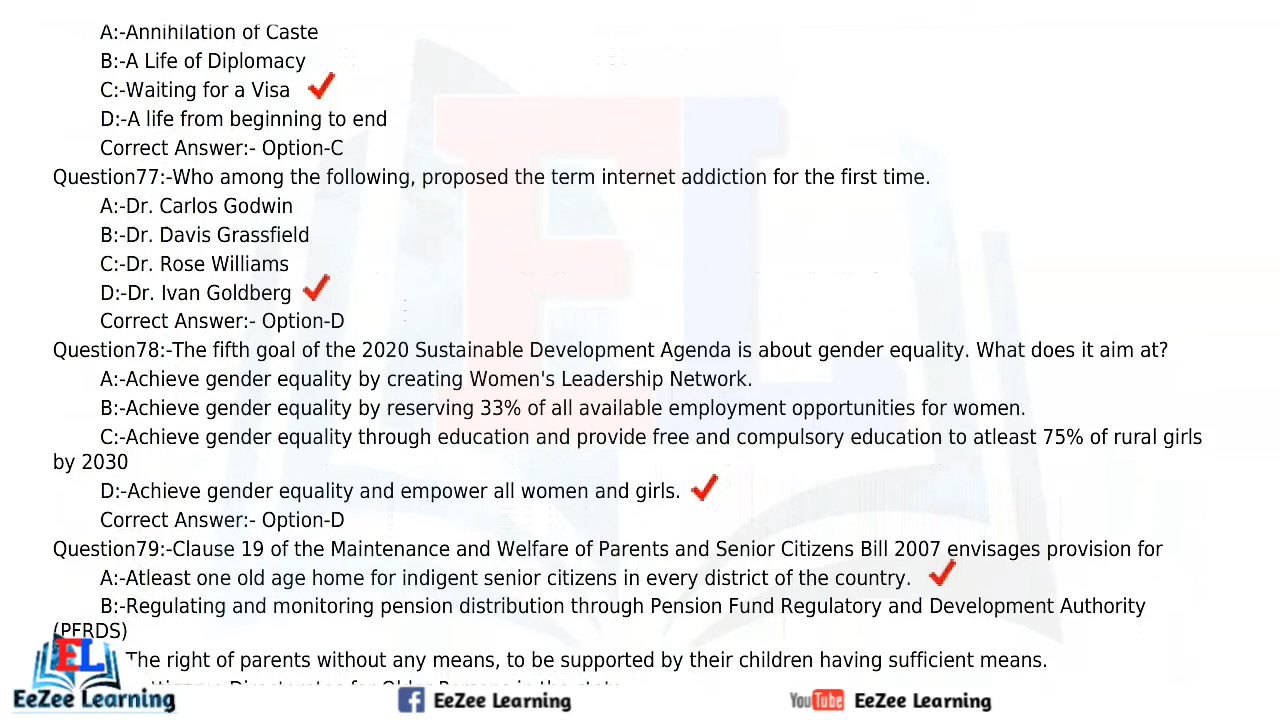 A:-Annihilation of Caste
B:-A Life of Diplomacy
C:-Waiting for a Visa
D:-A life from beginning to end
Correct Answer:- Option-C
Question77:-Who among the following, proposed the term internet addiction for the first time.
A:-Dr. Carlos Godwin
B:-Dr. Davis Grassfield
C:-Dr. Rose Williams
D:-Dr. Ivan Goldberg
Correct Answer:- Option-D
Question78:-The fifth goal of the 2020 Sustainable Development Agenda is about gender equality. What does it aim at?
A:-Achieve gender equality by creating Women's Leadership Network.
B:-Achieve gender equality by reserving 33% of all available employment opportunities for women.
C:-Achieve gender equality through education and provide free and compulsory education to atleast 75% of rural girls
by 2030
D:-Achieve gender equality and empower all women and girls.
Correct Answer:- Option-D
Question79:-Clause 19 of the Maintenance and Welfare of Parents and Senior Citizens Bill 2007 envisages provision for
A:-Atleast one old age home for indigent senior citizens in every district of the country.
B:-Regulating and monitoring pension distribution through Pension Fund Regulatory and Development Authority
(PFRDS)
The right of parents without any means, to be supported by their children having sufficient means.
EL
EeZee Learning
f EeZee Learning
YouTube EeZee Learning